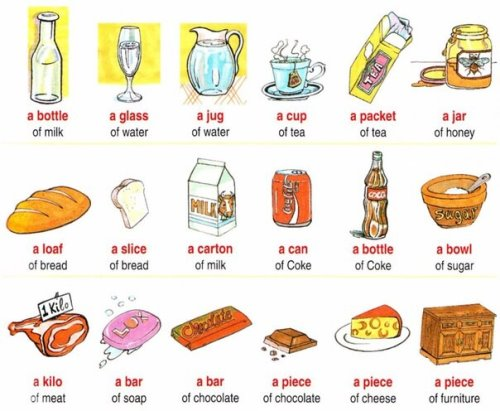 a bottle a glass a jug a cup a packet a jar
of milk of water of water of tea of tea of honey
TEA
a loaf a slice a carton a can a bottle a bowl
of bread of bread of milk of Coke of Coke of sugar
MILK
Coke
COCA
sugar
1 Kilo
LUX
Chocolate
a kilo a bar a bar a piece a piece a piece
of meat of soap of chocolate of chocolate of cheese of furniture